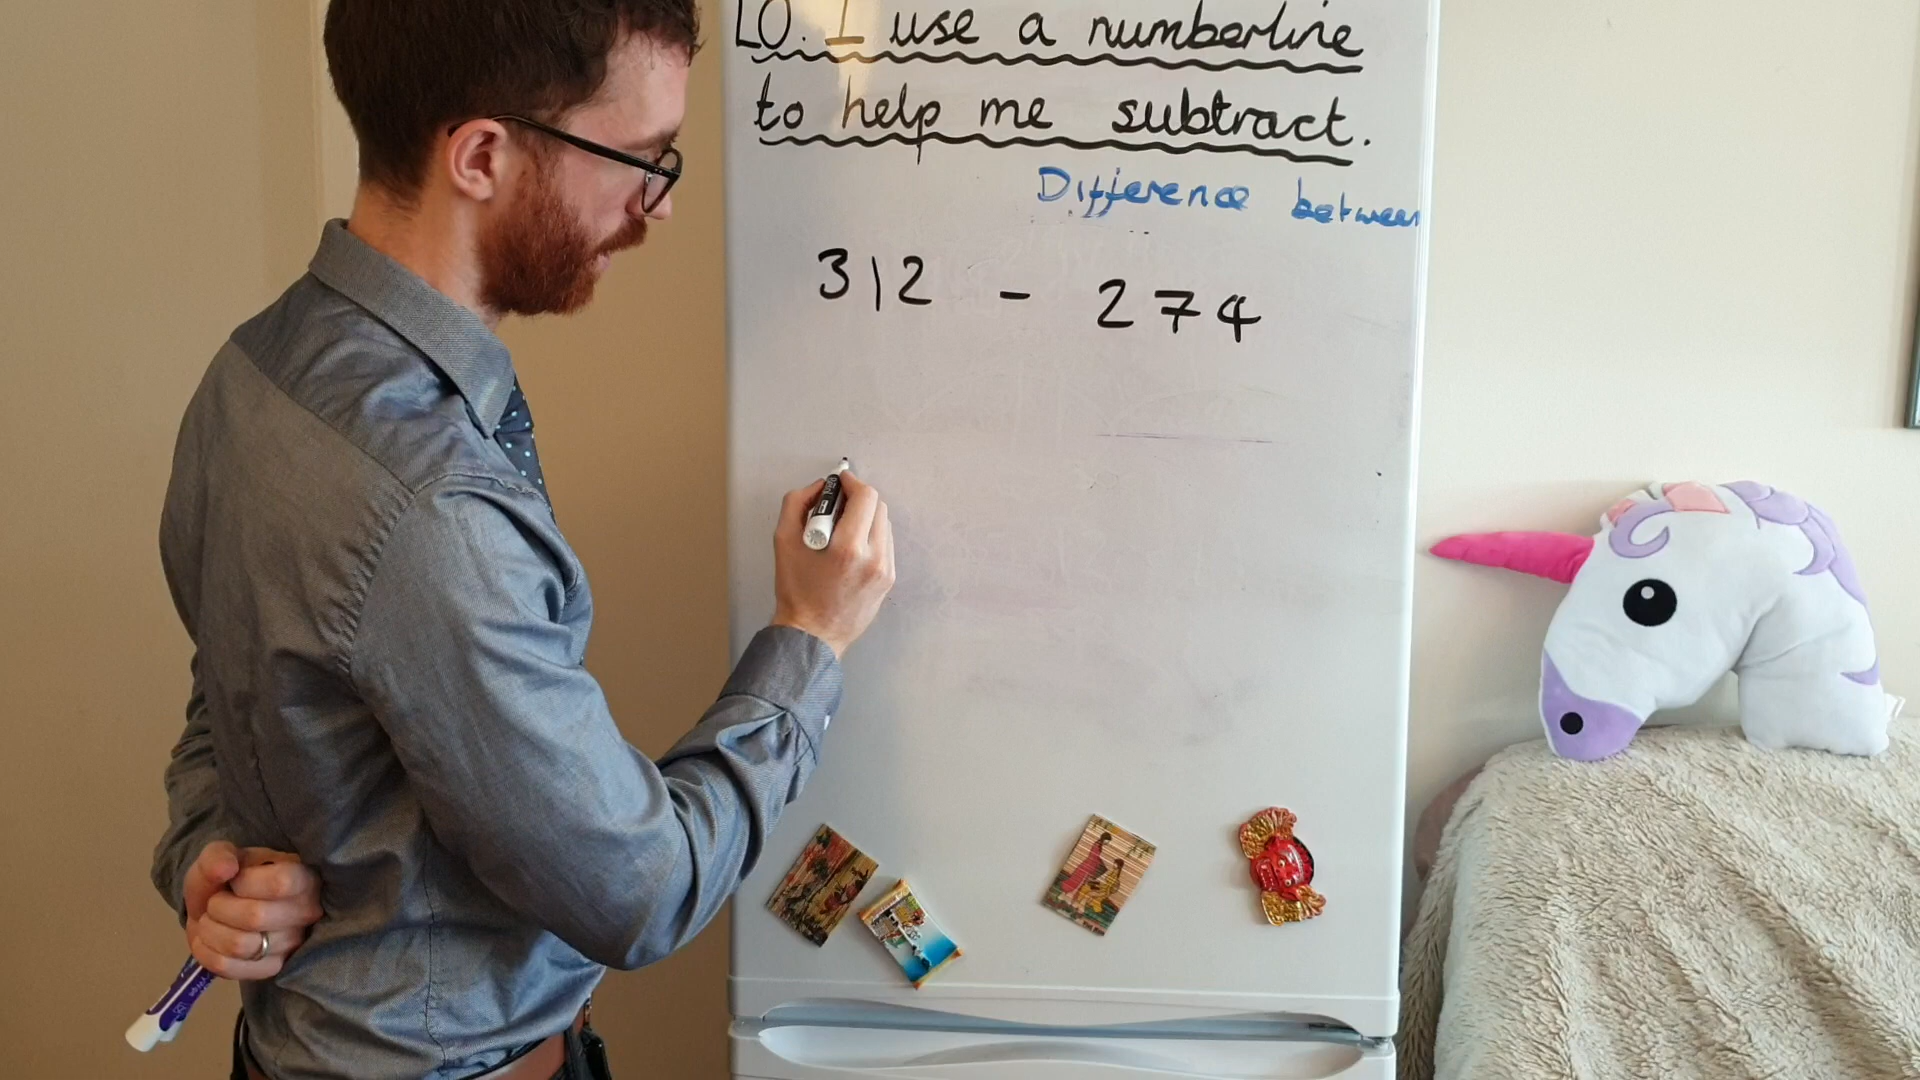 LO. I use a numberline
to help me subtract.
Difference between
312 - 274